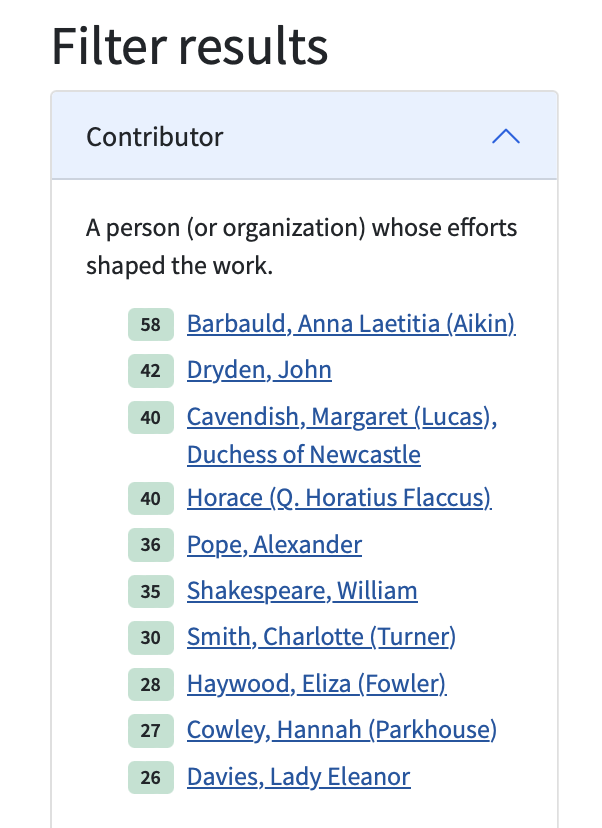 Filter results
Contributor
A person (or organization) whose efforts
shaped the work.
58 Barbauld, Anna Laetitia (Aikin)
42 Dryden, John
40 Cavendish, Margaret (Lucas),
Duchess of Newcastle
40 Horace (Q. Horatius Flaccus)
36 Pope, Alexander
35 Shakespeare, William
30 Smith, Charlotte (Turner)
28 Haywood, Eliza (Fowler)
27 Cowley, Hannah (Parkhouse)
26 Davies, Lady Eleanor